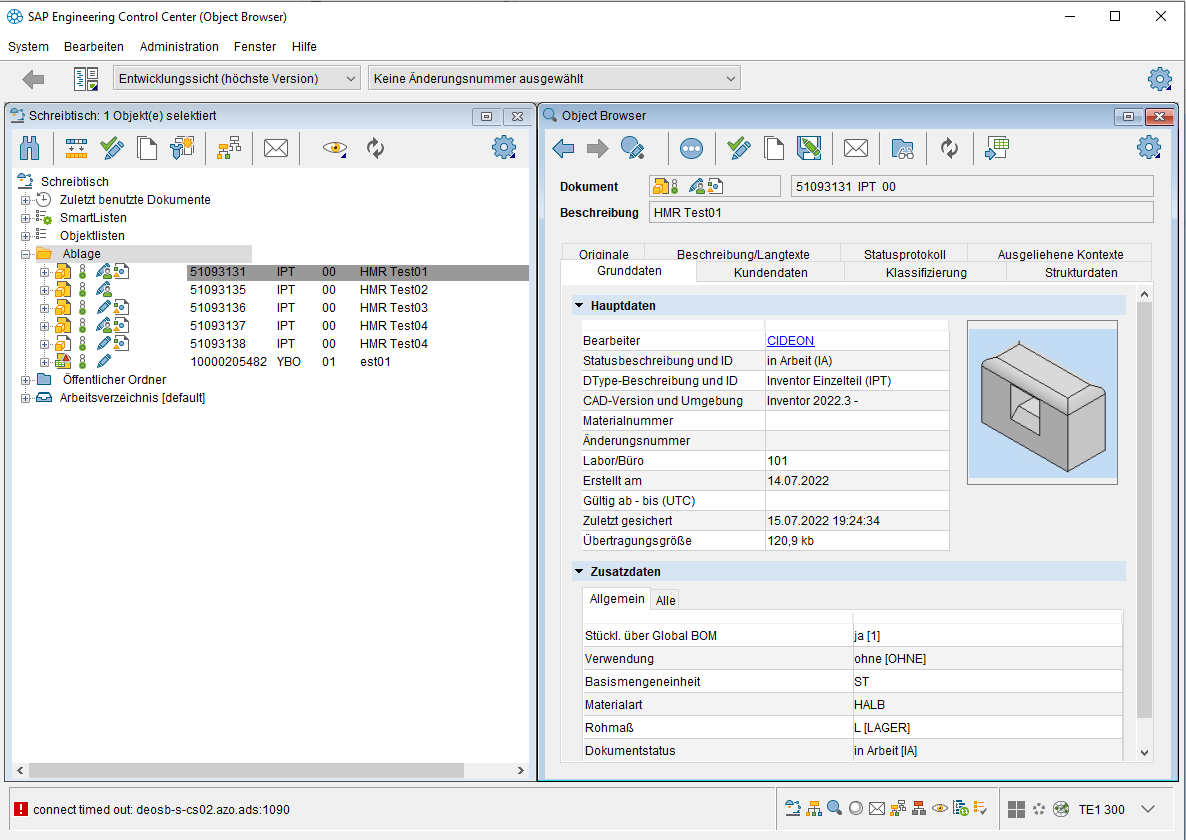 SAP Engineering Control Center (Object Browser)
System Bearbeiten Administration Fenster Hilfe
Entwicklungssicht (höchste Version) Keine Änderungsnummer ausgewählt
Schreibtisch: 1 Objekt(e) selektiert
Schreibtisch
Zuletzt benutzte Dokumente
SmartListen
Objektlisten
Ablage
51093131 IPT 00 HMR Test01
51093135 IPT 00 HMR Test02
51093136 IPT 00 HMR Test03
51093137 IPT 00 HMR Test04
51093138 IPT 00 HMR Test04
10000205482 YBO 01 est01
Öffentlicher Ordner
Arbeitsverzeichnis [default]
Object Browser
Dokument 51093131 IPT 00
Beschreibung HMR Test01
Originale Beschreibung/Langtexte Statusprotokoll Ausgeliehene Kontexte
Grunddaten Kundendaten Klassifizierung Strukturdaten
Hauptdaten
Bearbeiter CIDEON
Statusbeschreibung und ID in Arbeit (IA)
DType-Beschreibung und ID Inventor Einzelteil (IPT)
CAD-Version und Umgebung Inventor 2022.3 -
Materialnummer
Änderungsnummer
Labor/Büro 101
Erstellt am 14.07.2022
Gültig ab - bis (UTC)
Zuletzt gesichert 15.07.2022 19:24:34
Übertragungsgröße 120,9 kb
Zusatzdaten
Allgemein Alle
Stückl. über Global BOM ja [1]
Verwendung ohne [OHNE]
Basismengeneinheit ST
Materialart HALB
Rohmaß L [LAGER]
Dokumentstatus in Arbeit [IA]
connect timed out: deosb-s-cs02.azo.ads:1090
TE1 300